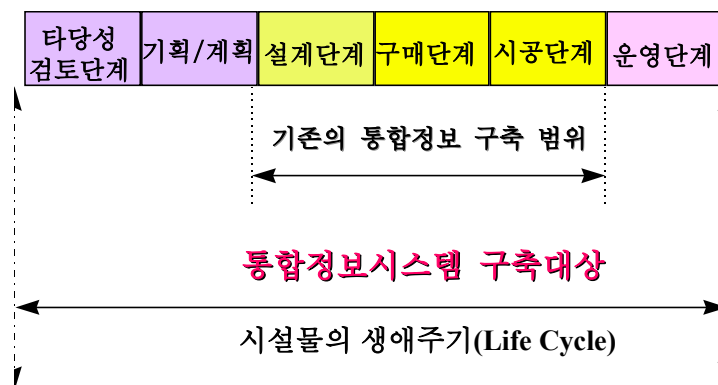 타당성
검토단계
기획/계획
설계단계
구매단계
시공단계
운영단계
기존의 통합정보 구축 범위
통합정보시스템 구축대상
시설물의 생애주기(Life Cycle)